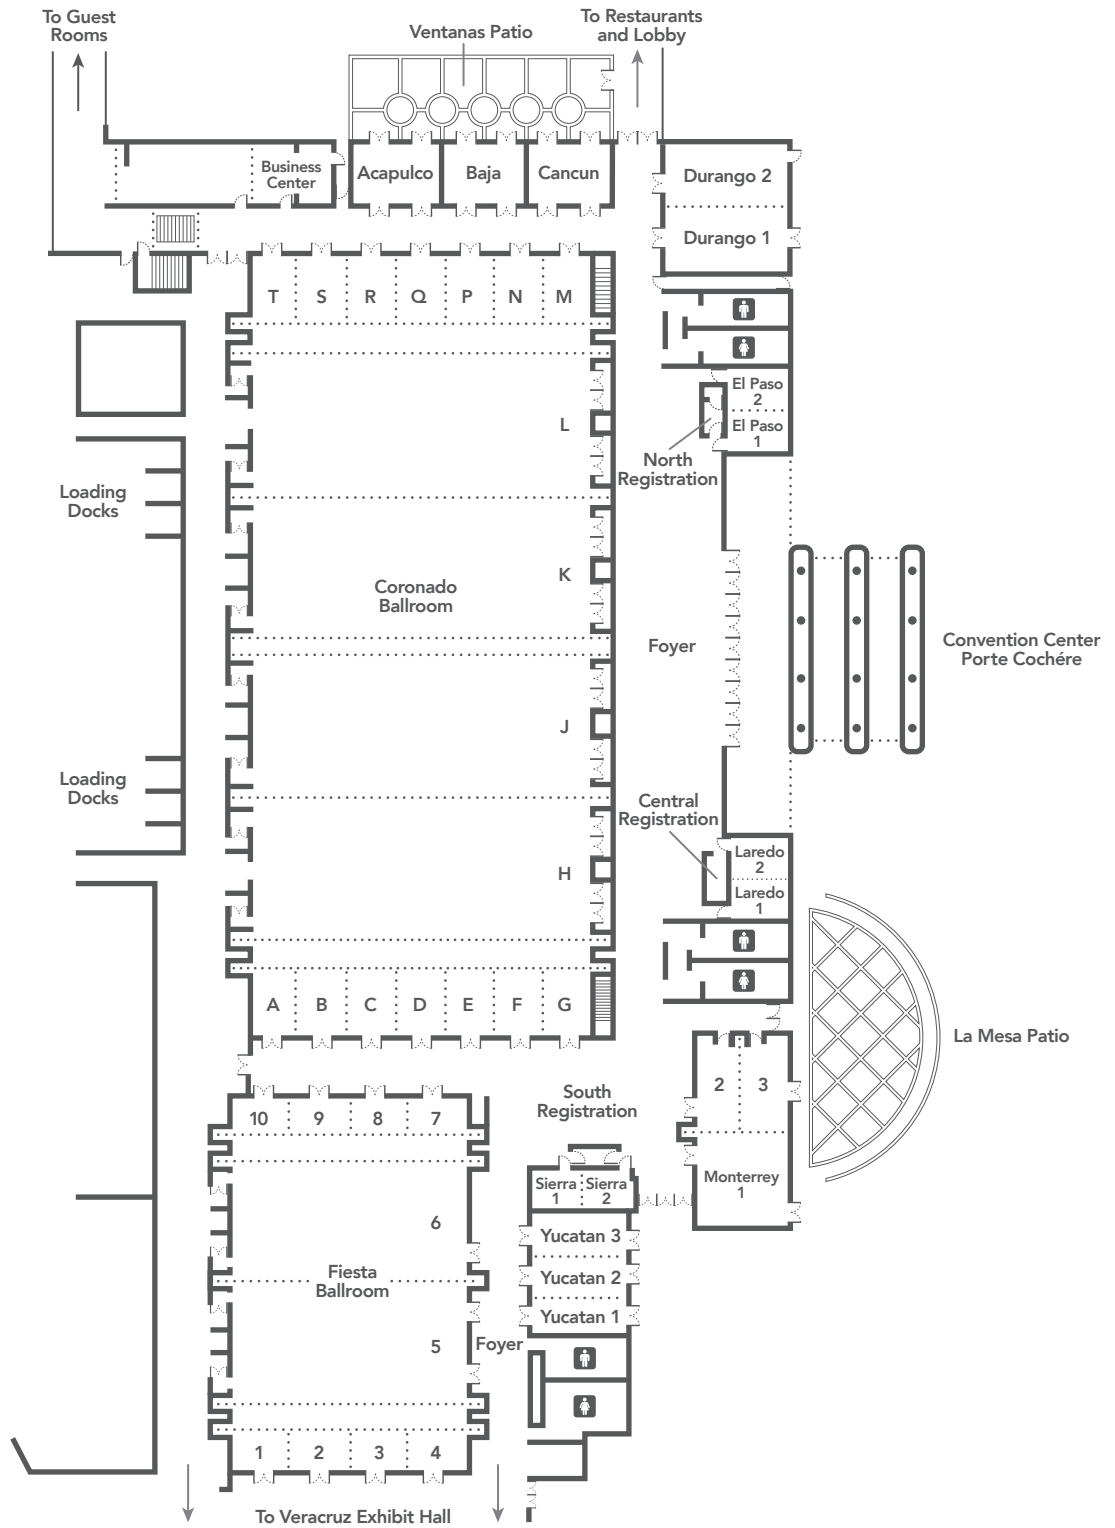 To Guest
Rooms
Ventanas Patio
To Restaurants
and Lobby
Business
Center
Acapulco
Baja
Cancun
Durango 2
Durango 1
T
S
R
Q
P
N
M
El Paso
2
El Paso
1
L
North
Registration
Loading
Docks
K
Coronado
Ballroom
Foyer
Convention Center
Porte Cochére
J
Loading
Docks
Central
Registration
Laredo
2
Laredo
1
H
A
B
C
D
E
F
G
La Mesa Patio
2
3
South
Registration
10
9
8
7
Monterrey
1
Sierra
1
Sierra
2
6
Yucatan 3
Fiesta
Ballroom
Yucatan 2
Yucatan 1
5
Foyer
1
2
3
4
To Veracruz Exhibit Hall